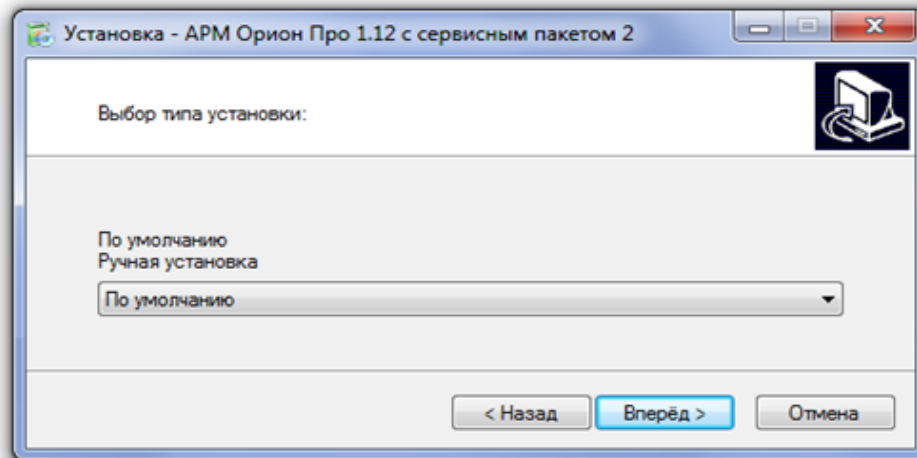 Установка - АРМ Орион Про 1.12 с сервисным пакетом 2
Выбор типа установки:
По умолчанию
Ручная установка
По умолчанию
< Назад
Вперёд >
Отмена